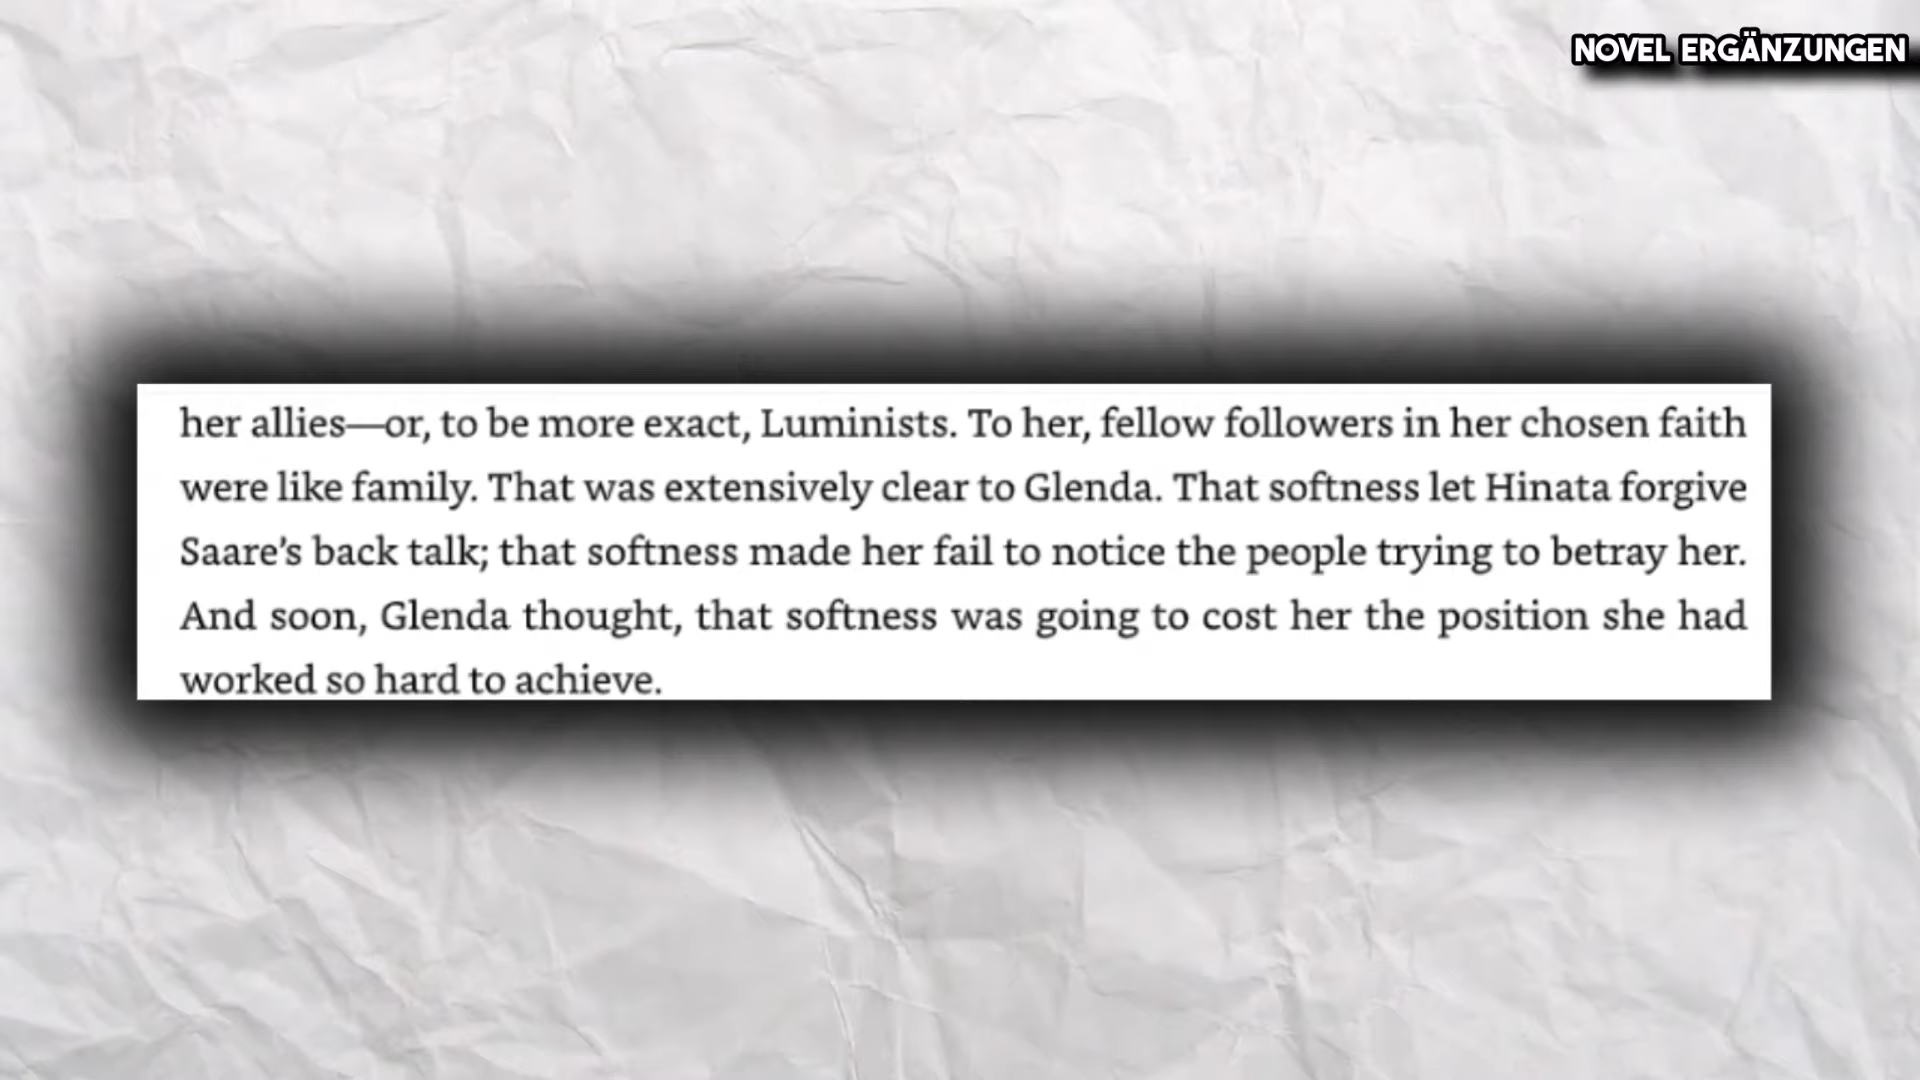 NOVEL ERGÄNZUNGEN
her allies—or, to be more exact, Luminists. To her, fellow followers in her chosen faith
were like family. That was extensively clear to Glenda. That softness let Hinata forgive
Saare’s back talk; that softness made her fail to notice the people trying to betray her.
And soon, Glenda thought, that softness was going to cost her the position she had
worked so hard to achieve.